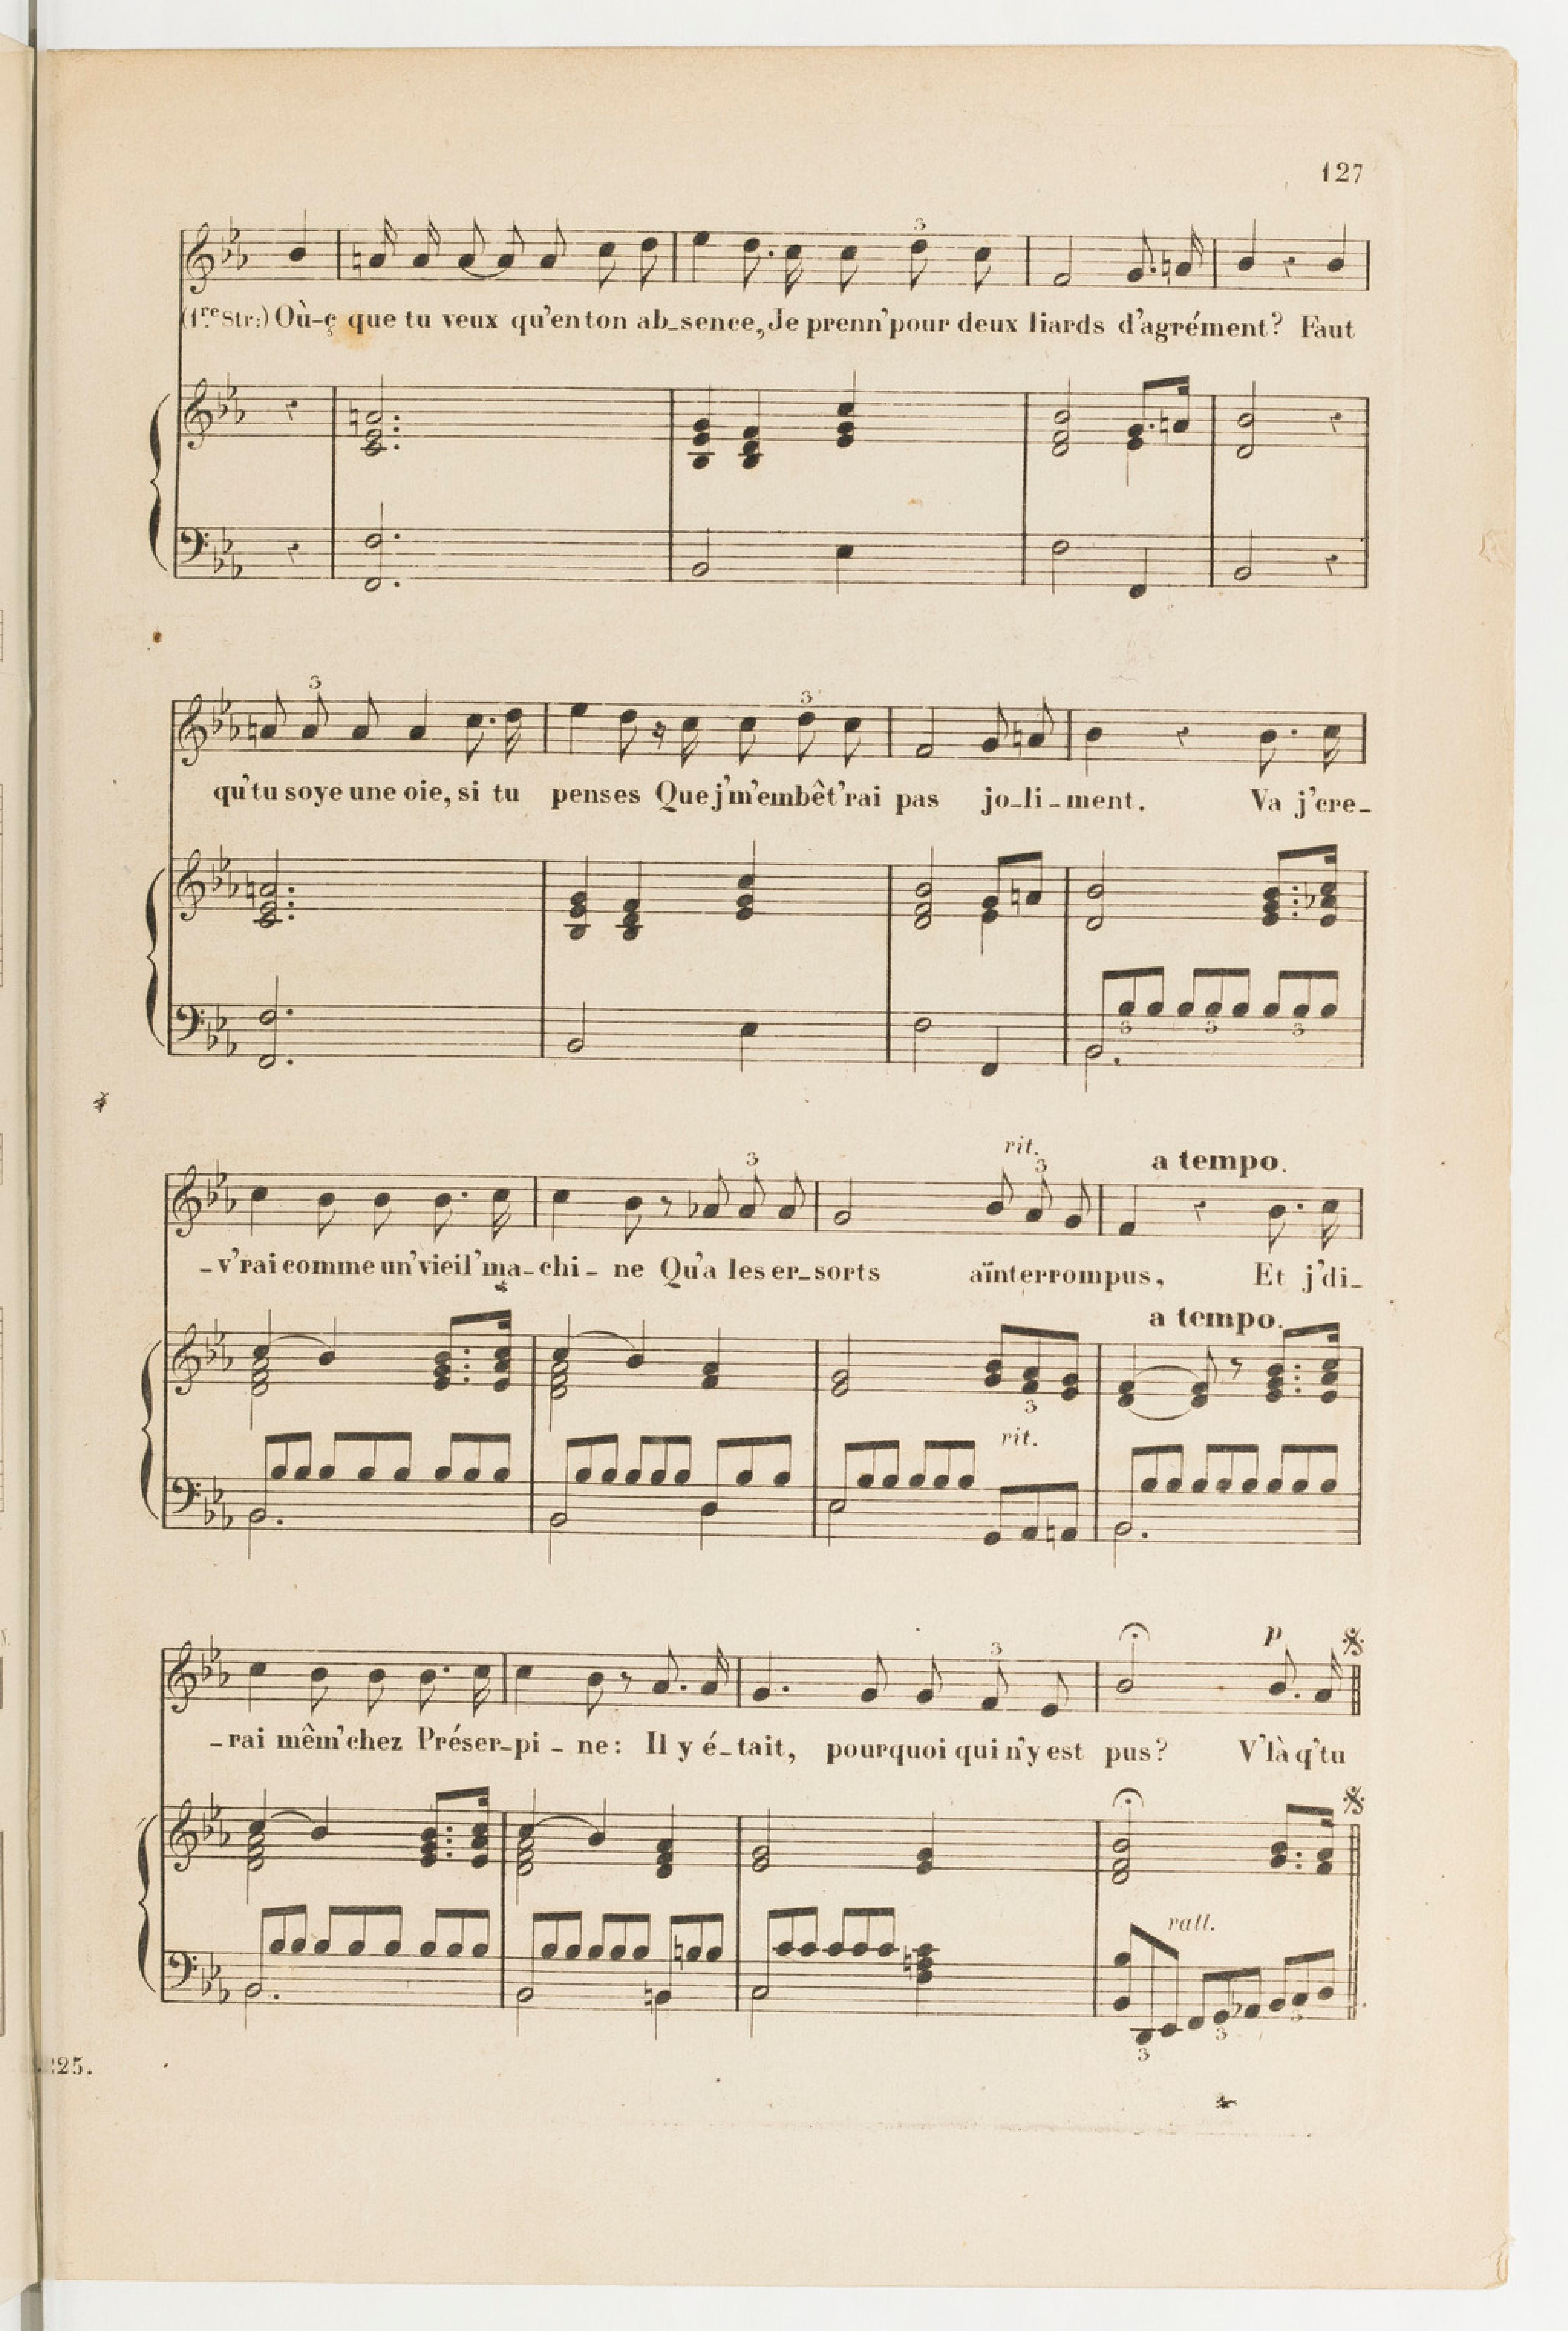 127
(1re Str:) Où-ç que tu veux qu'en ton ab_sence, Je prenn' pour deux liards d'agrément? Faut
qu'tu soye une oie, si tu penses Que j'm'embêt'rai pas jo_li_ment. Va j'cre_
rit.
a tempo.
_v'rai comme un' vieil' ma_chi_ne Qu'a les er_sorts aïnterrompus, Et j'di_
a tempo.
rit.
p
_rai mêm' chez Préser_pi_ne: Il y é_tait, pourquoi qui n'y est pus? V'là q'tu
rall.
25.